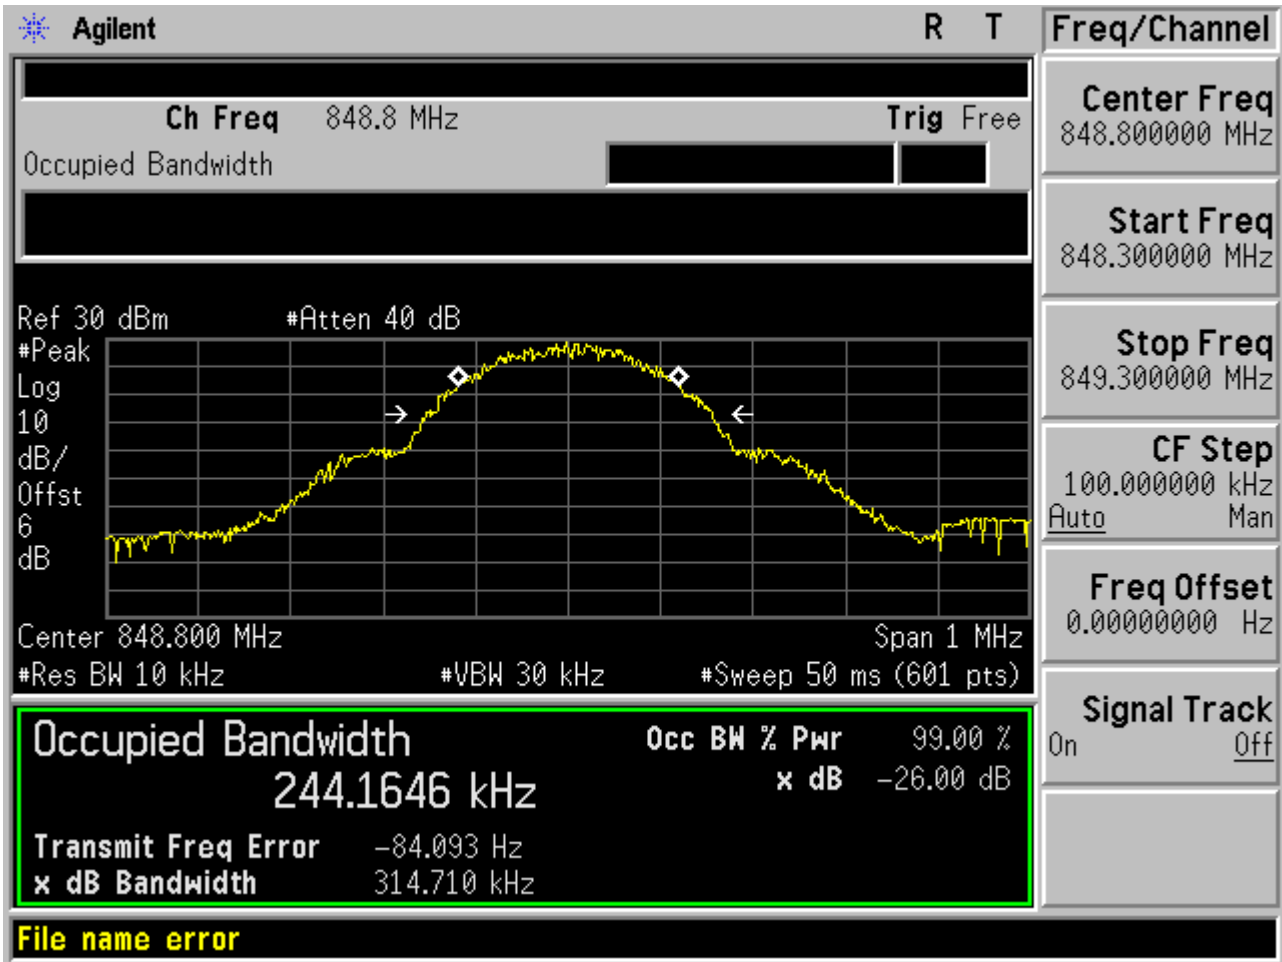 Agilent R T
Ch Freq 848.8 MHz Trig Free
Occupied Bandwidth
Ref 30 dBm #Atten 40 dB
#Peak
Log
10
dB/
Offst
6
dB
Center 848.800 MHz Span 1 MHz
#Res BW 10 kHz #VBW 30 kHz #Sweep 50 ms (601 pts)
Occupied Bandwidth
244.1646 kHz
Occ BW % Pwr 99.00 %
x dB -26.00 dB
Transmit Freq Error -84.093 Hz
x dB Bandwidth 314.710 kHz
File name error
Freq/Channel
Center Freq
848.800000 MHz
Start Freq
848.300000 MHz
Stop Freq
849.300000 MHz
CF Step
100.000000 kHz
Auto Man
Freq Offset
0.00000000 Hz
Signal Track
On Off